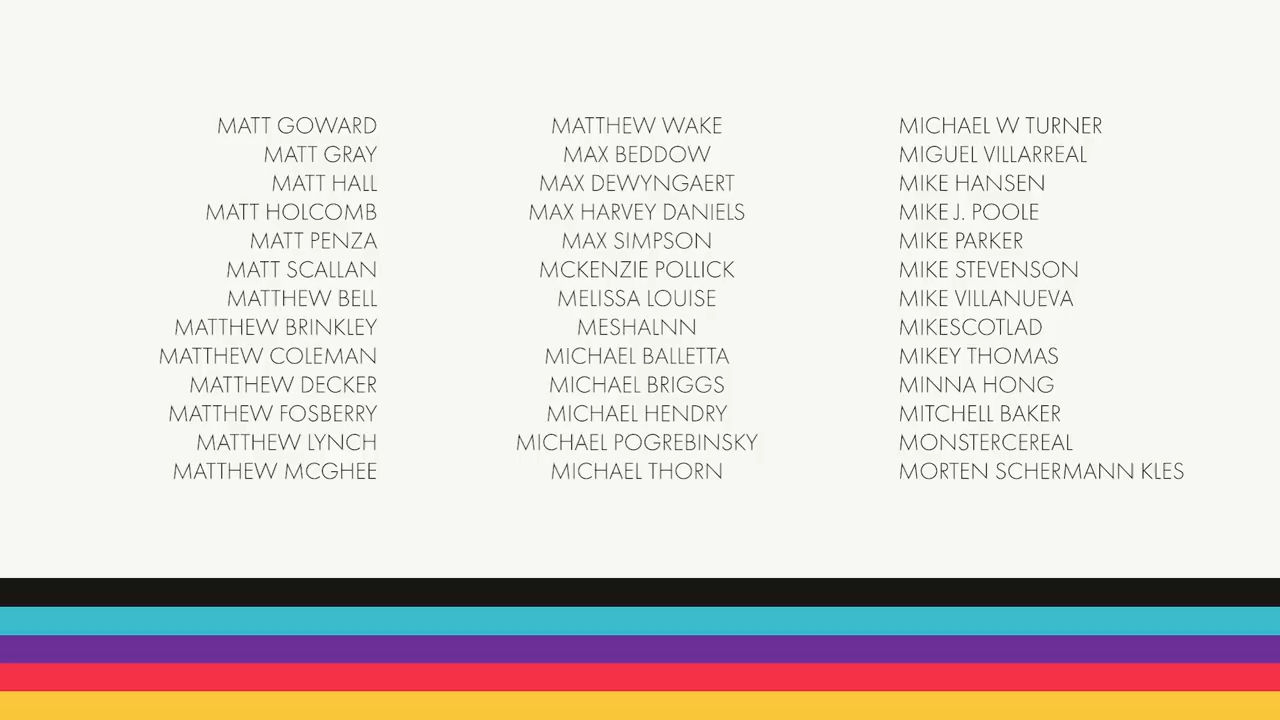 MATT GOWARD
MATT GRAY
MATT HALL
MATT HOLCOMB
MATT PENZA
MATT SCALLAN
MATTHEW BELL
MATTHEW BRINKLEY
MATTHEW COLEMAN
MATTHEW DECKER
MATTHEW FOSBERRY
MATTHEW LYNCH
MATTHEW MCGHEE
MATTHEW WAKE
MAX BEDDOW
MAX DEWYNGAERT
MAX HARVEY DANIELS
MAX SIMPSON
MCKENZIE POLLICK
MELISSA LOUISE
MESHALNN
MICHAEL BALLETTA
MICHAEL BRIGGS
MICHAEL HENDRY
MICHAEL POGREBINSKY
MICHAEL THORN
MICHAEL W TURNER
MIGUEL VILLARREAL
MIKE HANSEN
MIKE J. POOLE
MIKE PARKER
MIKE STEVENSON
MIKE VILLANUEVA
MIKESCOTLAD
MIKEY THOMAS
MINNA HONG
MITCHELL BAKER
MONSTERCEREAL
MORTEN SCHERMANN KLES